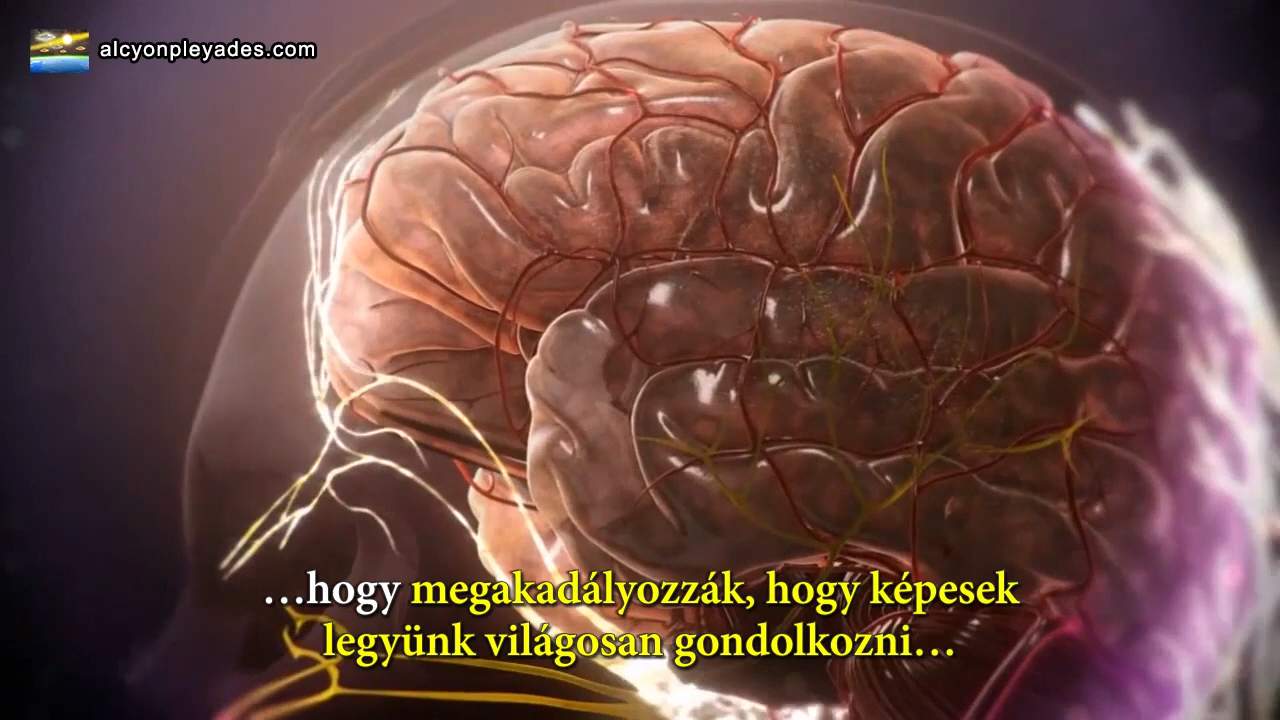 alcyonpleyades.com
…hogy megakadályozzák, hogy képesek
legyünk világosan gondolkozni…